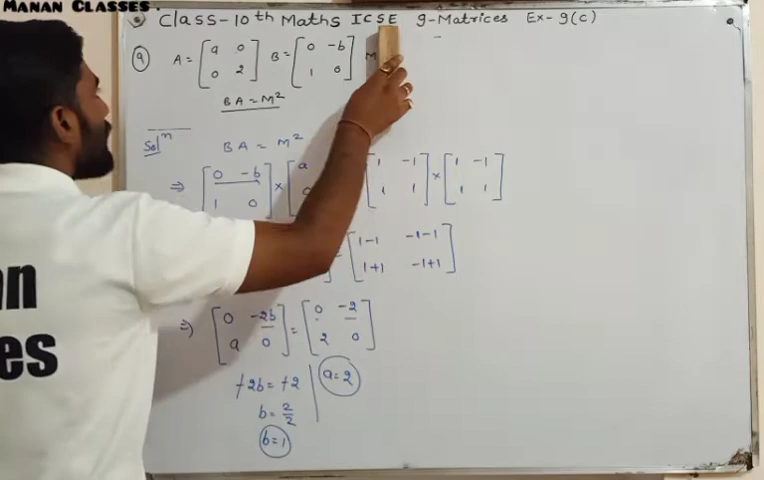 MANAN CLASSES.
Class-10th Maths ICSE 9-Matrices Ex-9(c)
9 A = [a 0 B = [0 -b] M
0 2] 1 0]
BA = M²
Solⁿ BA = M²
⇒ [0 -b × [a [1 -1 × [1 -1
1 0] 1 1] 1 1]
[1-1 -1-1
1+1 -1+1]
⇒ [0 -2b = [0 -2
a 0] 2 0]
-2b = -2 a=2
b = 2/2
b=1
an
es